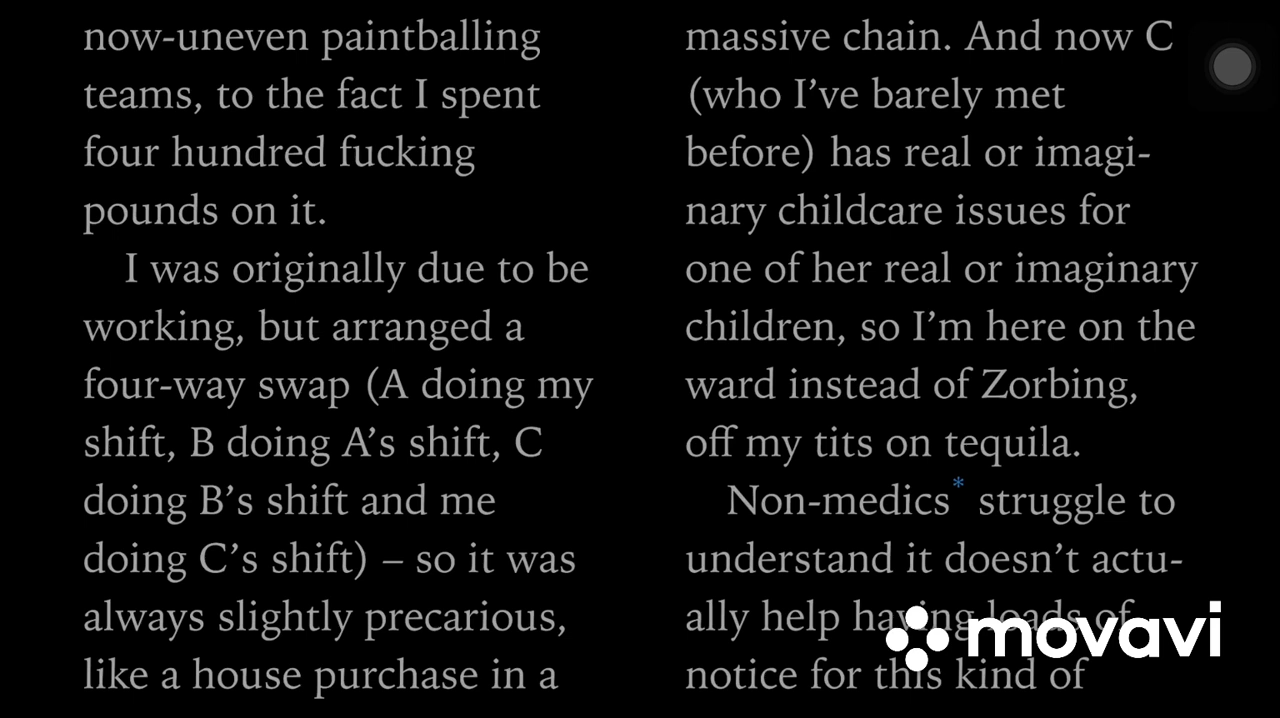 now-uneven paintballing
teams, to the fact I spent
four hundred fucking
pounds on it.
I was originally due to be
working, but arranged a
four-way swap (A doing my
shift, B doing A’s shift, C
doing B’s shift and me
doing C’s shift) – so it was
always slightly precarious,
like a house purchase in a
massive chain. And now C
(who I’ve barely met
before) has real or imagi-
nary childcare issues for
one of her real or imaginary
children, so I’m here on the
ward instead of Zorbing,
off my tits on tequila.
Non-medics* struggle to
understand it doesn’t actu-
ally help having loads of
notice for this kind of
movavi